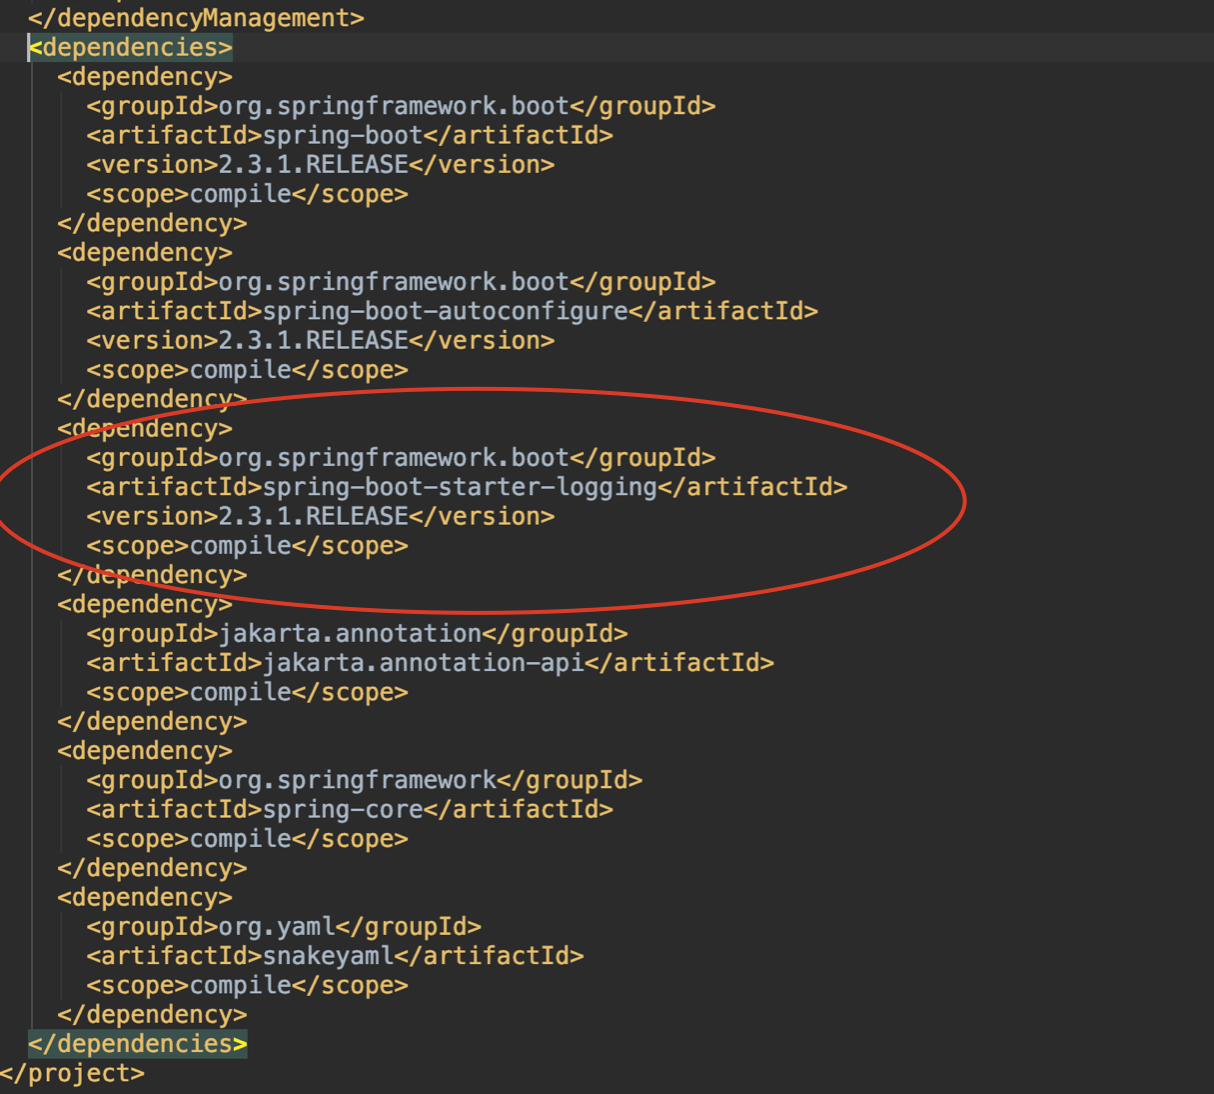 </dependencyManagement>
<dependencies>
<dependency>
<groupId>org.springframework.boot</groupId>
<artifactId>spring-boot</artifactId>
<version>2.3.1.RELEASE</version>
<scope>compile</scope>
</dependency>
<dependency>
<groupId>org.springframework.boot</groupId>
<artifactId>spring-boot-autoconfigure</artifactId>
<version>2.3.1.RELEASE</version>
<scope>compile</scope>
</dependency>
<dependency>
<groupId>org.springframework.boot</groupId>
<artifactId>spring-boot-starter-logging</artifactId>
<version>2.3.1.RELEASE</version>
<scope>compile</scope>
</dependency>
<dependency>
<groupId>jakarta.annotation</groupId>
<artifactId>jakarta.annotation-api</artifactId>
<scope>compile</scope>
</dependency>
<dependency>
<groupId>org.springframework</groupId>
<artifactId>spring-core</artifactId>
<scope>compile</scope>
</dependency>
<dependency>
<groupId>org.yaml</groupId>
<artifactId>snakeyaml</artifactId>
<scope>compile</scope>
</dependency>
</dependencies>
</project>